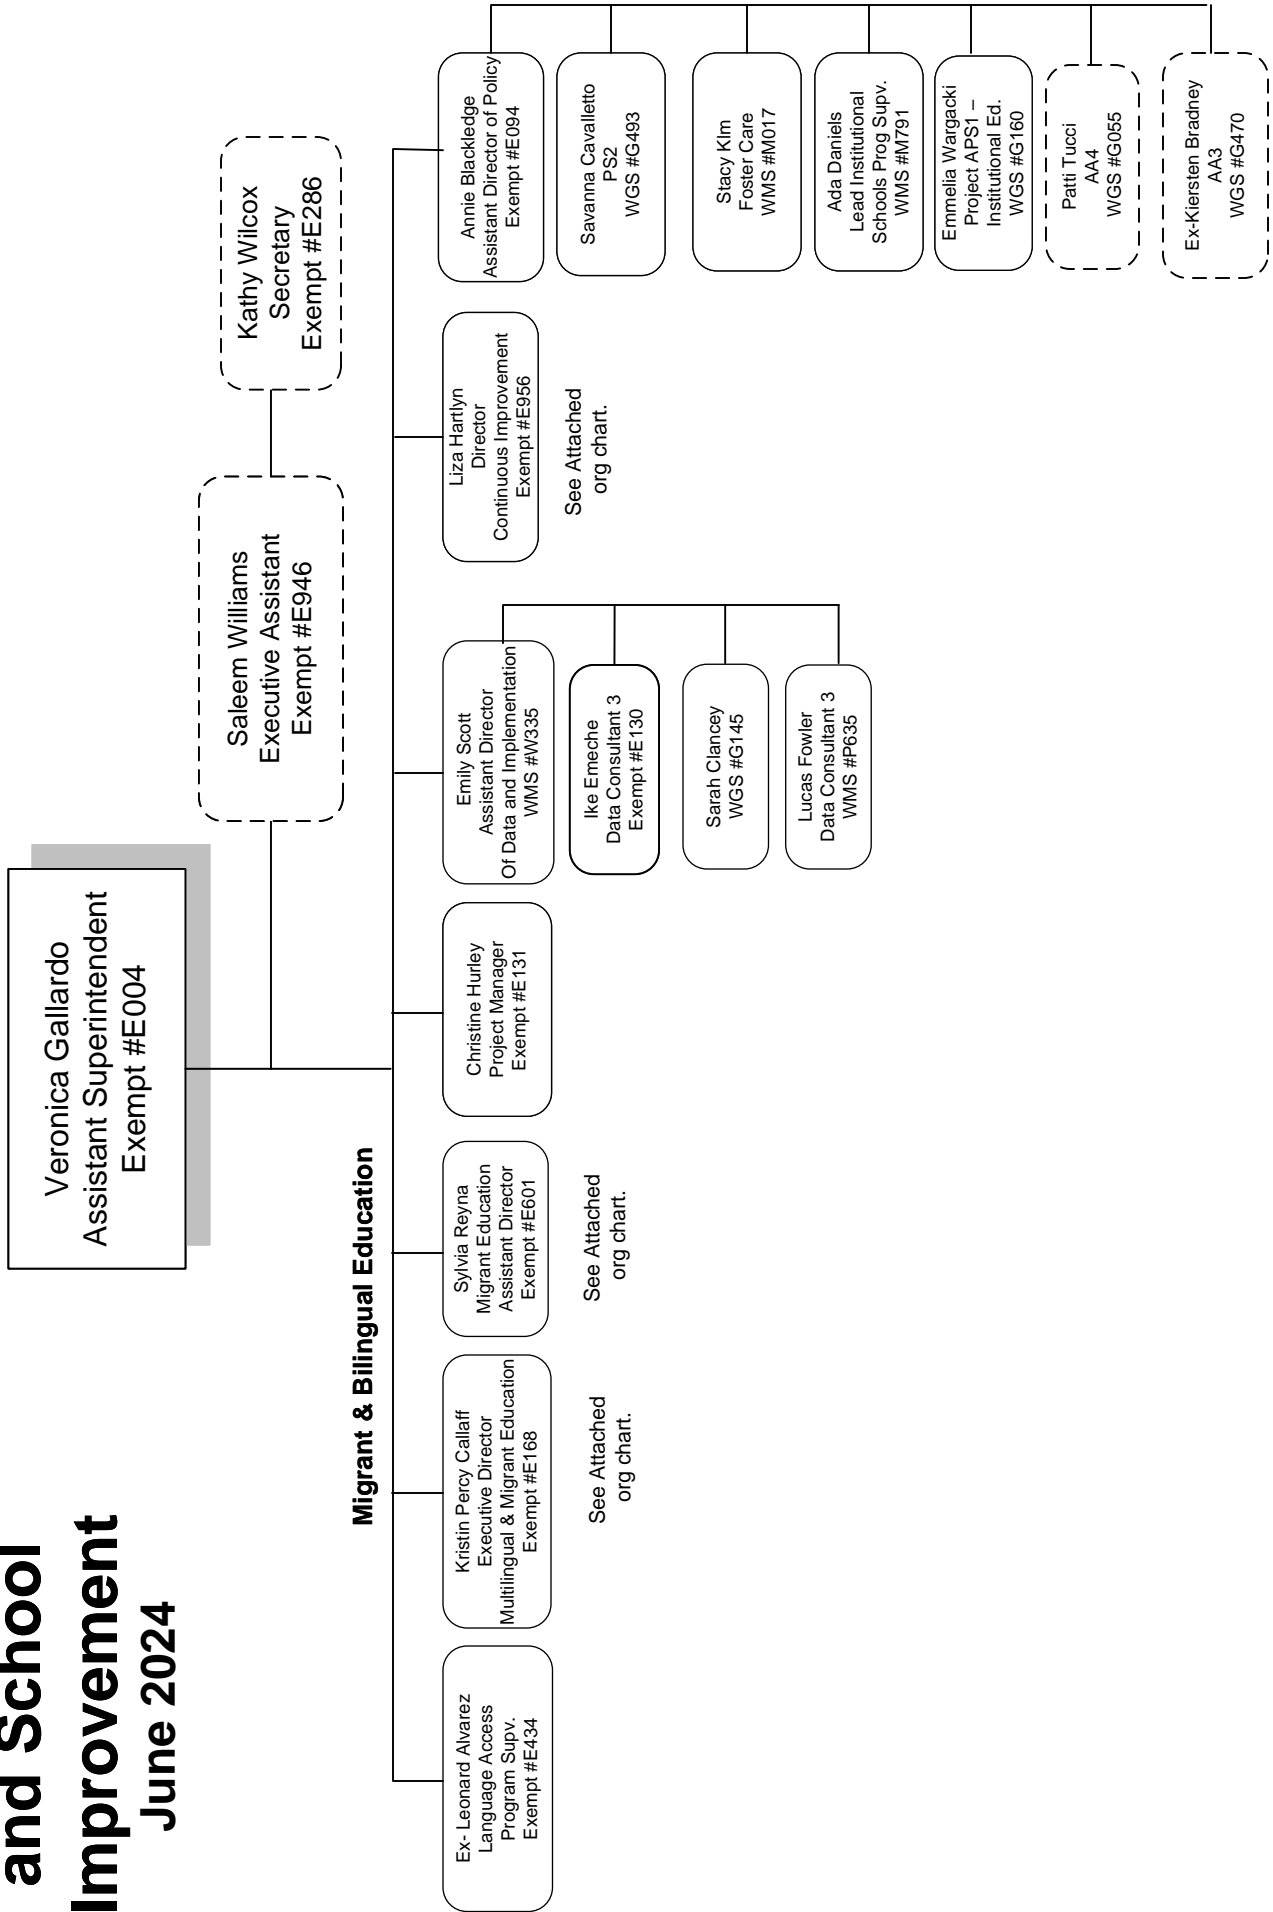 and School
Improvement
June 2024
Veronica Gallardo
Assistant Superintendent
Exempt #E004
Saleem Williams
Executive Assistant
Exempt #E946
Kathy Wilcox
Secretary
Exempt #E286
Migrant & Bilingual Education
Ex- Leonard Alvarez
Language Access
Program Supv.
Exempt #E434
Kristin Percy Callaff
Executive Director
Multilingual & Migrant Education
Exempt #E168
See Attached
org chart.
Sylvia Reyna
Migrant Education
Assistant Director
Exempt #E601
See Attached
org chart.
Christine Hurley
Project Manager
Exempt #E131
Emily Scott
Assistant Director
Of Data and Implementation
WMS #W335
Ike Emeche
Data Consultant 3
Exempt #E130
Sarah Clancey
WGS #G145
Lucas Fowler
Data Consultant 3
WMS #P635
Liza Hartlyn
Director
Continuous Improvement
Exempt #E956
See Attached
org chart.
Annie Blackledge
Assistant Director of Policy
Exempt #E094
Savanna Cavalletto
PS2
WGS #G493
Stacy Klm
Foster Care
WMS #M017
Ada Daniels
Lead Institutional
Schools Prog Supv.
WMS #M791
Emmelia Wargacki
Project APS1 –
Institutional Ed.
WGS #G160
Patti Tucci
AA4
WGS #G055
Ex-Kiersten Bradney
AA3
WGS #G470